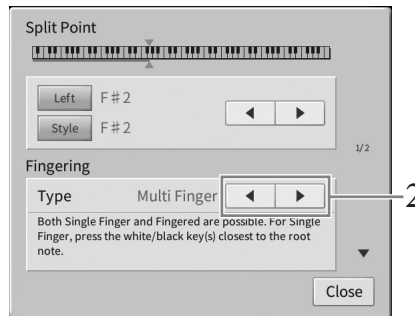 Split Point
Left F♯2
Style F♯2
1/2
Fingering
Type Multi Finger
2
Both Single Finger and Fingered are possible. For Single
Finger, press the white/black key(s) closest to the root
note.
Close